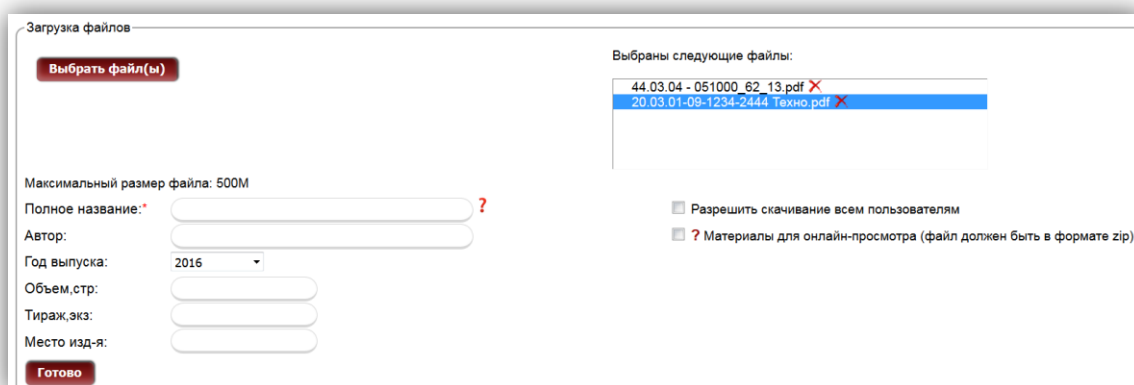 Загрузка файлов
Выбрать файл(ы)
Выбраны следующие файлы:
44.03.04 - 051000_62_13.pdf
20.03.01-09-1234-2444 Техно.pdf
Максимальный размер файла: 500M
Полное название:* ?
Разрешить скачивание всем пользователям
Автор:
? Материалы для онлайн-просмотра (файл должен быть в формате zip)
Год выпуска: 2016
Объем,стр:
Тираж,экз:
Место изд-я:
Готово